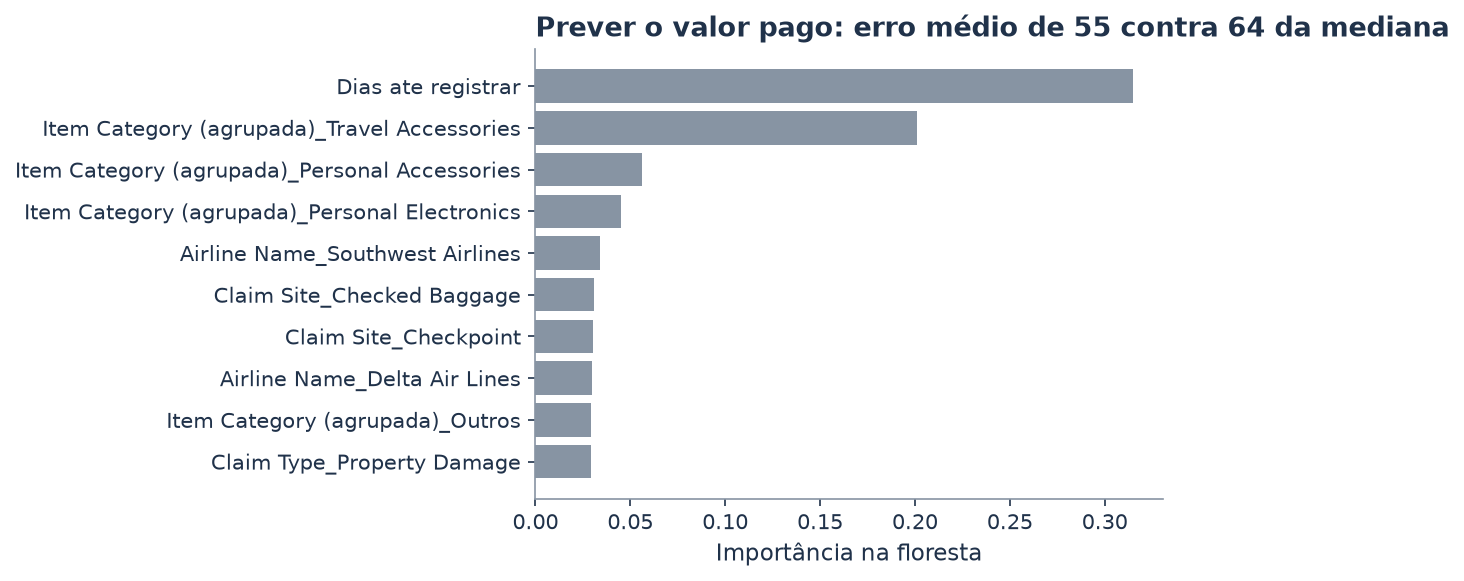 Prever o valor pago: erro médio de 55 contra 64 da mediana
Dias ate registrar
Item Category (agrupada)_Travel Accessories
Item Category (agrupada)_Personal Accessories
Item Category (agrupada)_Personal Electronics
Airline Name_Southwest Airlines
Claim Site_Checked Baggage
Claim Site_Checkpoint
Airline Name_Delta Air Lines
Item Category (agrupada)_Outros
Claim Type_Property Damage
0.00 0.05 0.10 0.15 0.20 0.25 0.30
Importância na floresta